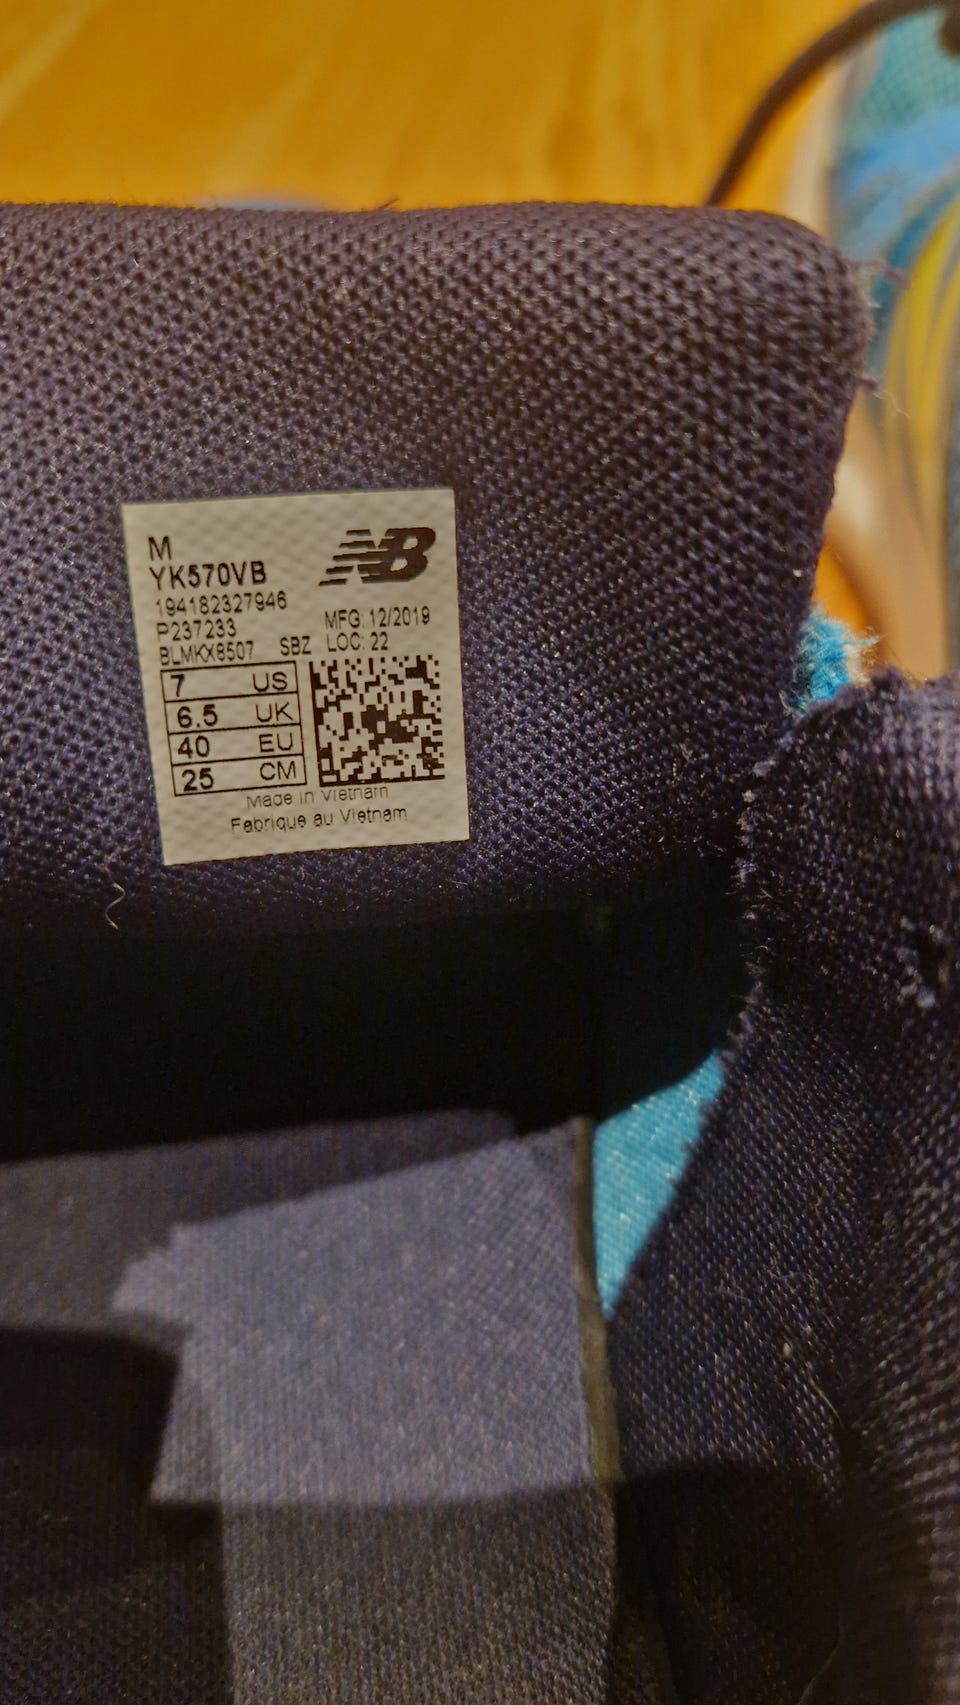 M
NB
YK570VB
194182327946
P237233 MFG. 12/2019
BLMKX8507 SBZ LOC: 22
7 US
6.5 UK
40 EU
25 CM
Made in Vietnam
Fabrique au Vietnam